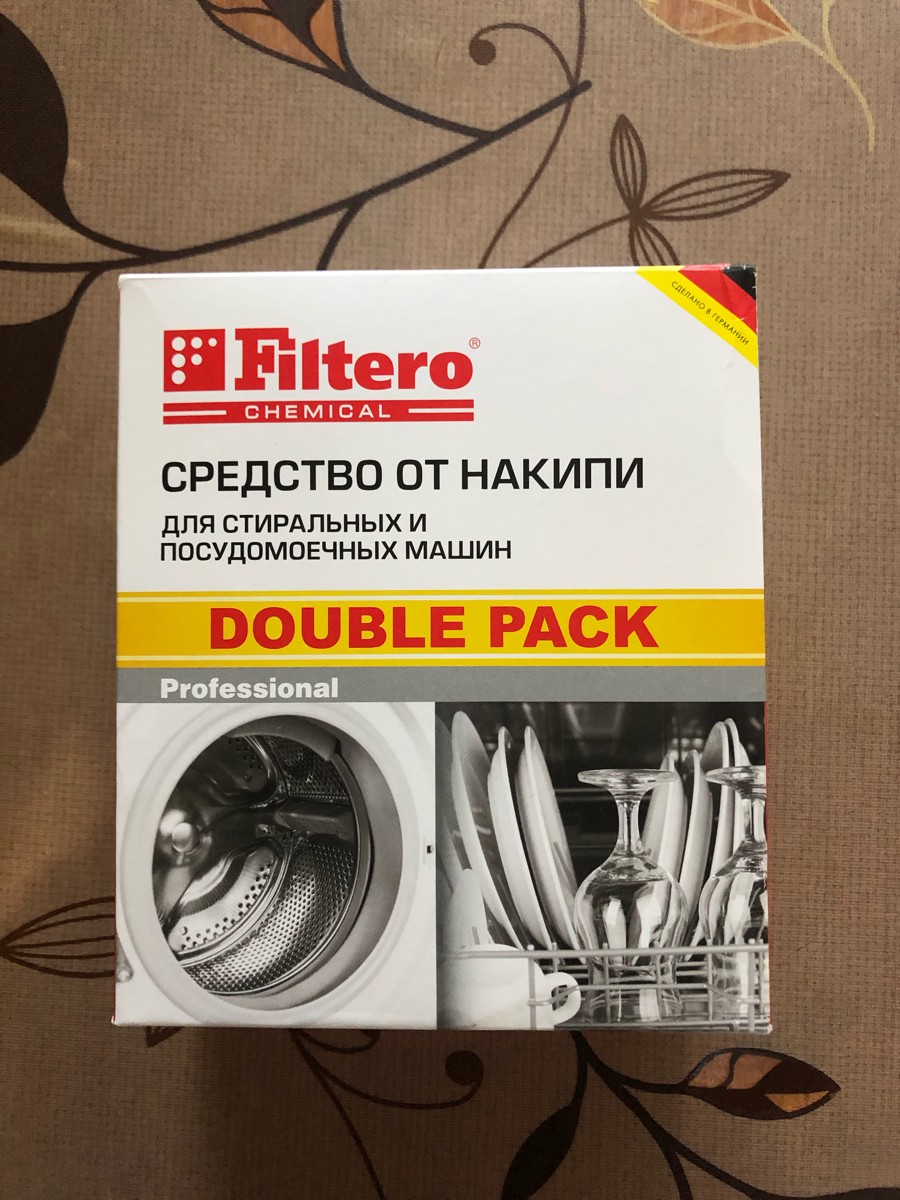 СДЕЛАНО В ГЕРМАНИИ
Filtero®
CHEMICAL
СРЕДСТВО ОТ НАКИПИ
ДЛЯ СТИРАЛЬНЫХ И
ПОСУДОМОЕЧНЫХ МАШИН
DOUBLE PACK
Professional